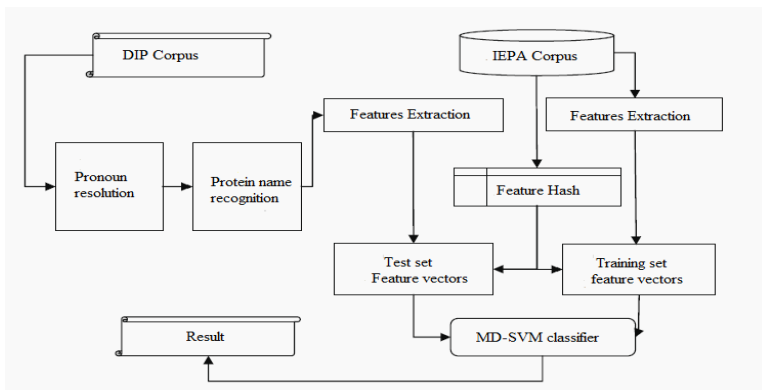 DIP Corpus
IEPA Corpus
Features Extraction
Features Extraction
Pronoun
resolution
Protein name
recognition
Feature Hash
Test set
Feature vectors
Training set
feature vectors
Result
MD-SVM classifier